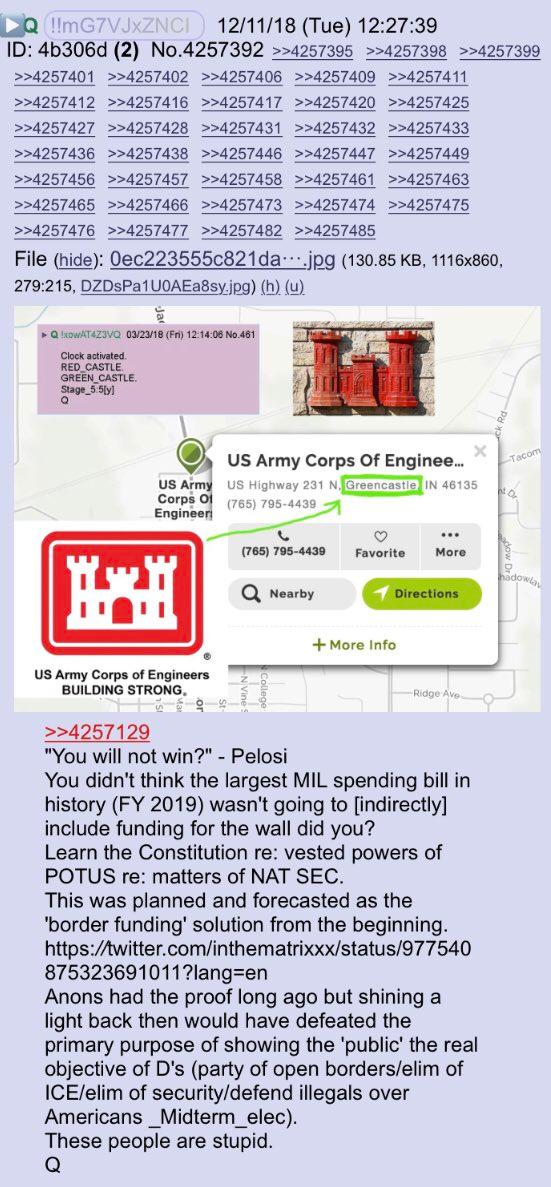 Q !!mG7VJxZNCI 12/11/18 (Tue) 12:27:39
ID: 4b306d (2) No.4257392 >>4257395 >>4257398 >>4257399
>>4257401 >>4257402 >>4257406 >>4257409 >>4257411
>>4257412 >>4257416 >>4257417 >>4257420 >>4257425
>>4257427 >>4257428 >>4257431 >>4257432 >>4257433
>>4257436 >>4257438 >>4257446 >>4257447 >>4257449
>>4257456 >>4257457 >>4257458 >>4257461 >>4257463
>>4257465 >>4257466 >>4257473 >>4257474 >>4257475
>>4257476 >>4257477 >>4257482 >>4257485
File (hide): 0ec223555c821da⋯.jpg (130.85 KB, 1116x860,
279:215, DZDsPa1U0AEa8sy.jpg) (h) (u)
Q !xowAT4Z3VQ 03/23/18 (Fri) 12:14:06 No.461
Clock activated.
RED_CASTLE.
GREEN_CASTLE.
Stage_5:5[y]
Q
US Army
Corps Of
Engineers
US Army Corps Of Enginee...
US Highway 231 N, Greencastle, IN 46135
(765) 795-4439
(765) 795-4439
Favorite
More
Nearby
Directions
+ More Info
US Army Corps of Engineers
BUILDING STRONG®
Tacom
N College
N Vine S
Ridge Ave
>>4257129
"You will not win?" - Pelosi
You didn't think the largest MIL spending bill in
history (FY 2019) wasn't going to [indirectly]
include funding for the wall did you?
Learn the Constitution re: vested powers of
POTUS re: matters of NAT SEC.
This was planned and forecasted as the
'border funding' solution from the beginning.
https://twitter.com/inthematrixxx/status/977540
875323691011?lang=en
Anons had the proof long ago but shining a
light back then would have defeated the
primary purpose of showing the 'public' the real
objective of D's (party of open borders/elim of
ICE/elim of security/defend illegals over
Americans _Midterm_elec).
These people are stupid.
Q